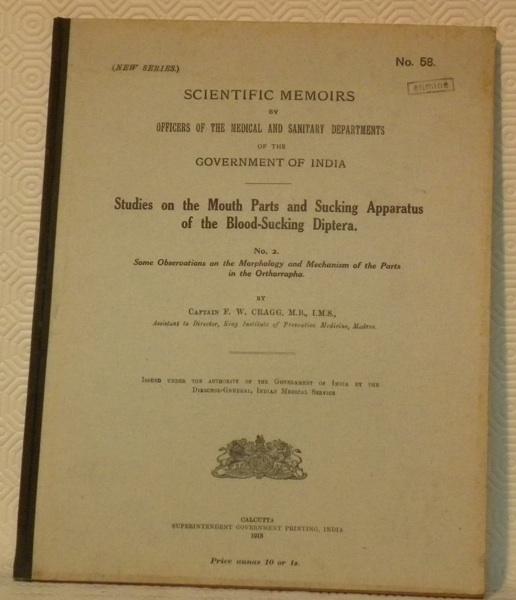 (NEW SERIES.)
No. 58.
enmine
SCIENTIFIC MEMOIRS
BY
OFFICERS OF THE MEDICAL AND SANITARY DEPARTMENTS
OF THE
GOVERNMENT OF INDIA
Studies on the Mouth Parts and Sucking Apparatus
of the Blood-Sucking Diptera.
No. 2.
Some Observations on the Morphology and Mechanism of the Parts
in the Orthorrapha.
BY
CAPTAIN F. W. CRAGG, M.B., I.M.S.,
Assistant to Director, King Institute of Preventive Medicine, Madras.
ISSUED UNDER THE AUTHORITY OF THE GOVERNMENT OF INDIA BY THE
DIRECTOR-GENERAL, INDIAN MEDICAL SERVICE
CALCUTTA
SUPERINTENDENT GOVERNMENT PRINTING, INDIA
1913
Price annas 10 or 1s.